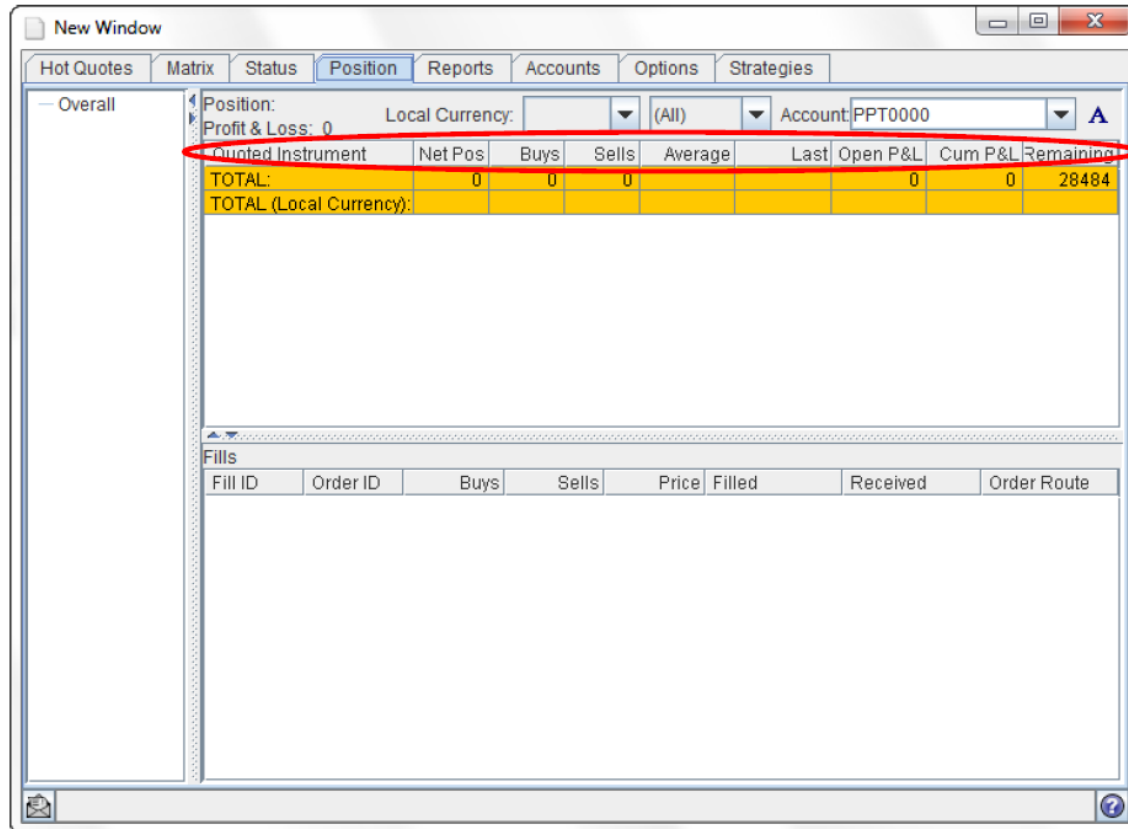 New Window
Hot Quotes Matrix Status Position Reports Accounts Options Strategies
Overall
Position: Local Currency: (All) Account: PPT0000 A
Profit & Loss: 0
Quoted Instrument Net Pos Buys Sells Average Last Open P&L Cum P&L Remaining
TOTAL: 0 0 0 0 0 28484
TOTAL (Local Currency):
Fills
Fill ID Order ID Buys Sells Price Filled Received Order Route